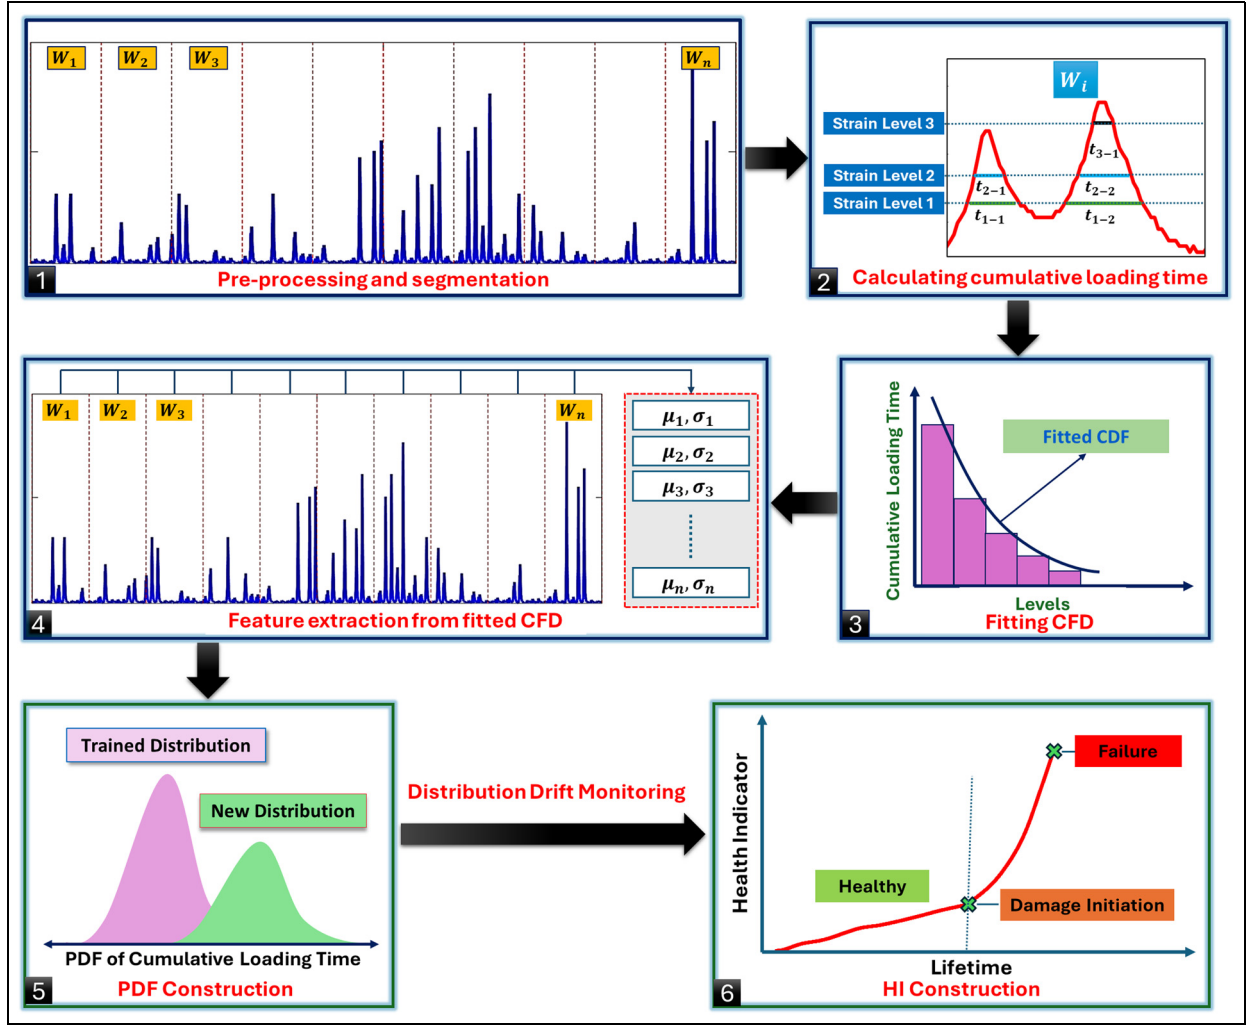 W₁ W₂ W₃ Wₙ
1 Pre-processing and segmentation
Wᵢ
Strain Level 3
t₃₋₁
Strain Level 2
t₂₋₁ t₂₋₂
Strain Level 1
t₁₋₁ t₁₋₂
2 Calculating cumulative loading time
Cumulative Loading Time
Fitted CDF
Levels
3 Fitting CFD
W₁ W₂ W₃ Wₙ
μ₁, σ₁
μ₂, σ₂
μ₃, σ₃
μₙ, σₙ
4 Feature extraction from fitted CFD
Trained Distribution
New Distribution
PDF of Cumulative Loading Time
5 PDF Construction
Distribution Drift Monitoring
Health Indicator
Failure
Healthy
Damage Initiation
Lifetime
6 HI Construction